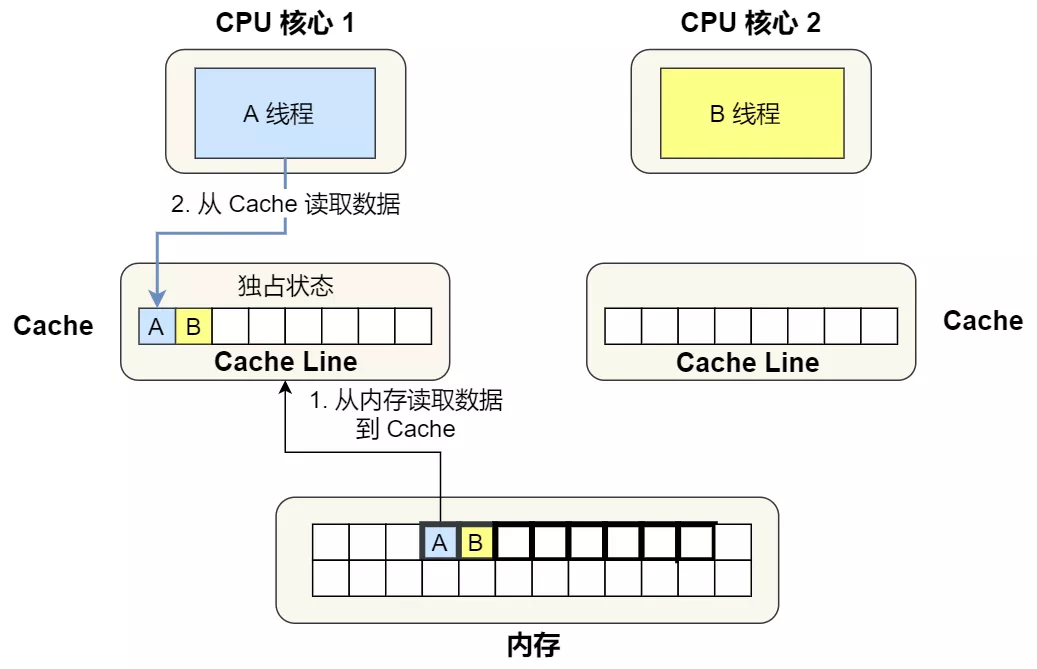 CPU 核心 1
CPU 核心 2
A 线程
B 线程
2. 从 Cache 读取数据
独占状态
Cache
A
B
Cache Line
Cache Line
Cache
1. 从内存读取数据
到 Cache
A
B
内存